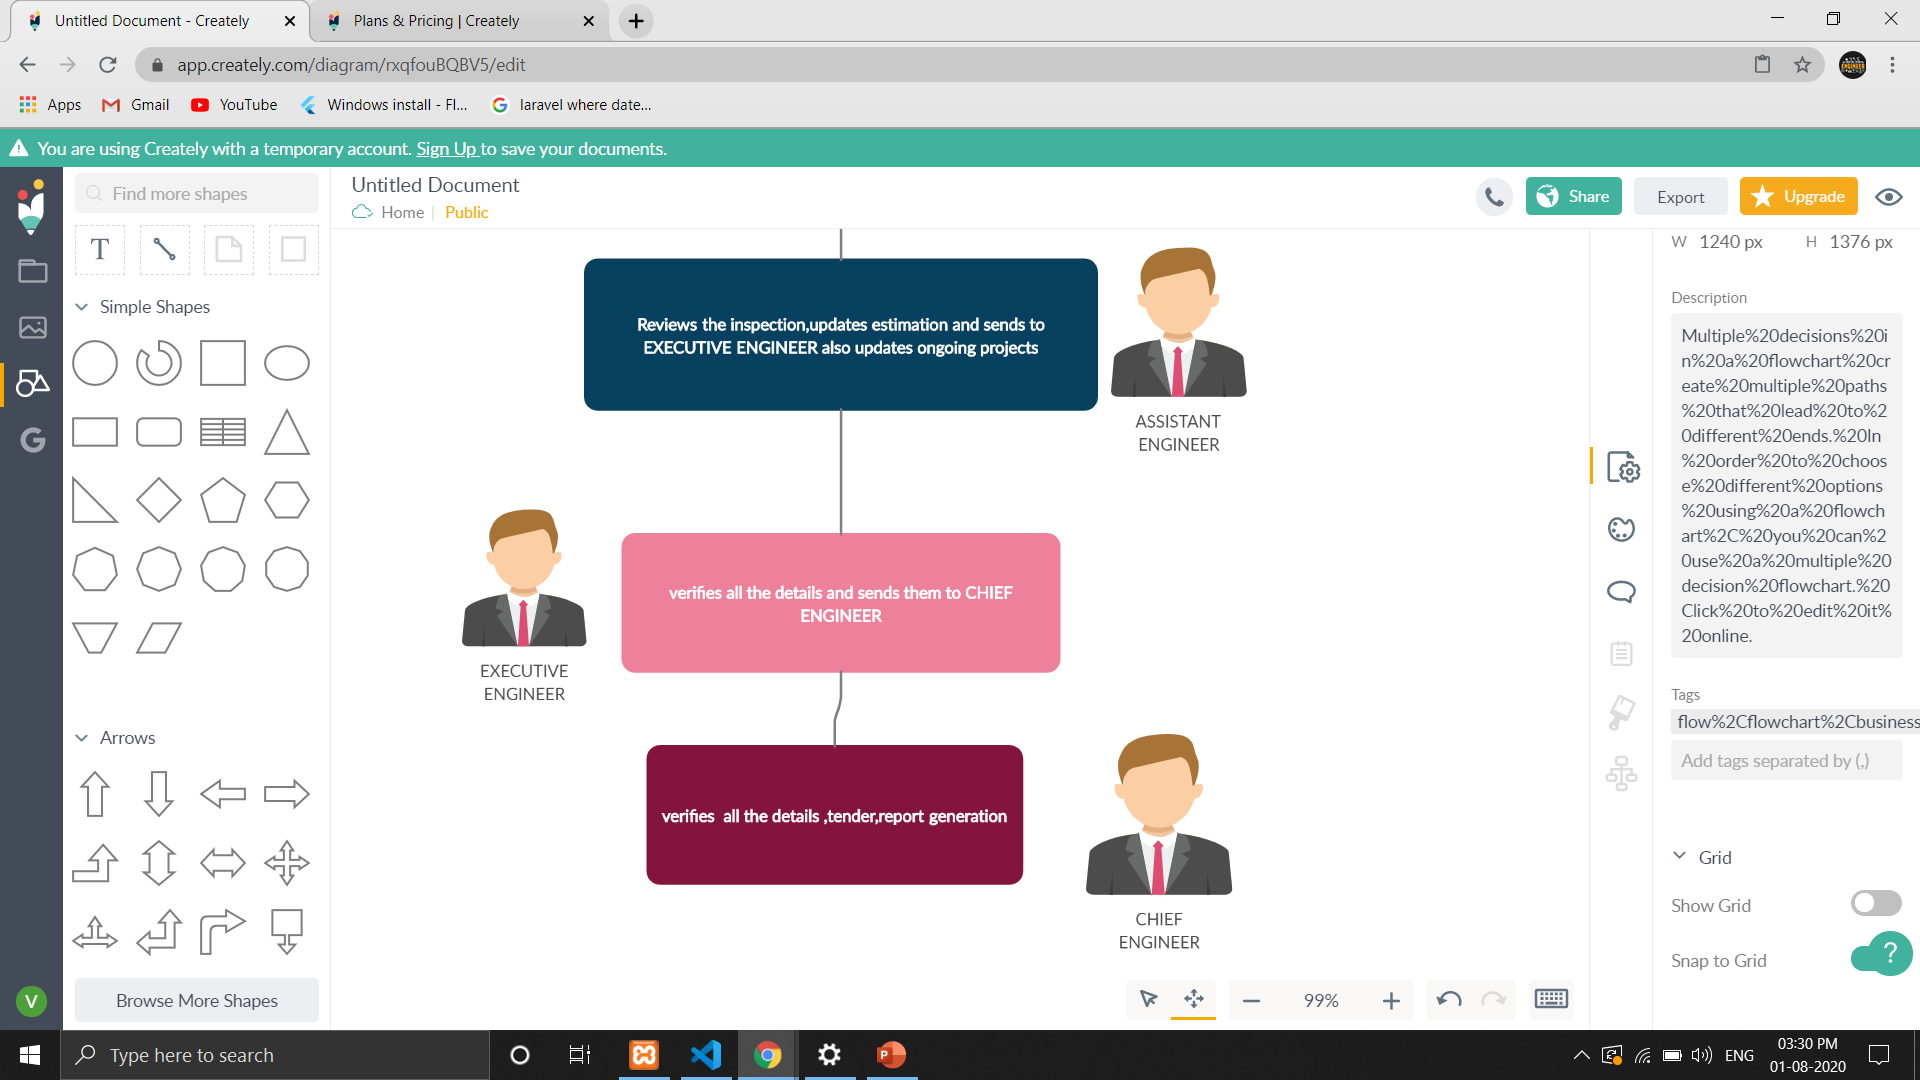 Untitled Document - Creately
Plans & Pricing | Creately
app.creately.com/diagram/rxqfouBQBV5/edit
Apps
Gmail
YouTube
Windows install - Fl...
laravel where date...
You are using Creately with a temporary account. Sign Up to save your documents.
Find more shapes
T
Simple Shapes
Arrows
Browse More Shapes
V
Untitled Document
Home
Public
Share
Export
Upgrade
Reviews the inspection,updates estimation and sends to
EXECUTIVE ENGINEER also updates ongoing projects
ASSISTANT
ENGINEER
verifies all the details and sends them to CHIEF
ENGINEER
EXECUTIVE
ENGINEER
verifies all the details ,tender,report generation
CHIEF
ENGINEER
99%
W 1240 px H 1376 px
Description
Multiple%20decisions%20i
n%20a%20flowchart%20cr
eate%20multiple%20paths
%20that%20lead%20to%2
0different%20ends.%20In
%20order%20to%20choos
e%20different%20options
%20using%20a%20flowch
art%2C%20you%20can%2
0use%20a%20multiple%20
decision%20flowchart.%20
Click%20to%20edit%20it%
20online.
Tags
flow%2Cflowchart%2Cbusiness
Add tags separated by (,)
Grid
Show Grid
Snap to Grid
?
Type here to search
ENG
03:30 PM
01-08-2020